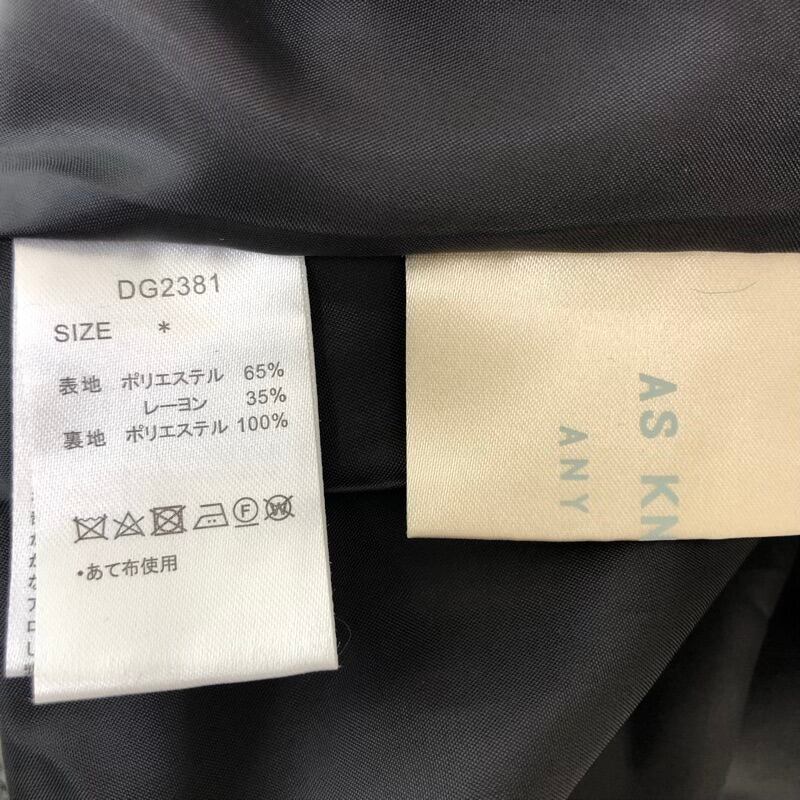 DG2381
SIZE *
表地 ポリエステル 65%
レーヨン 35%
裏地 ポリエステル 100%
F W
・あて布使用
AS KN
ANY